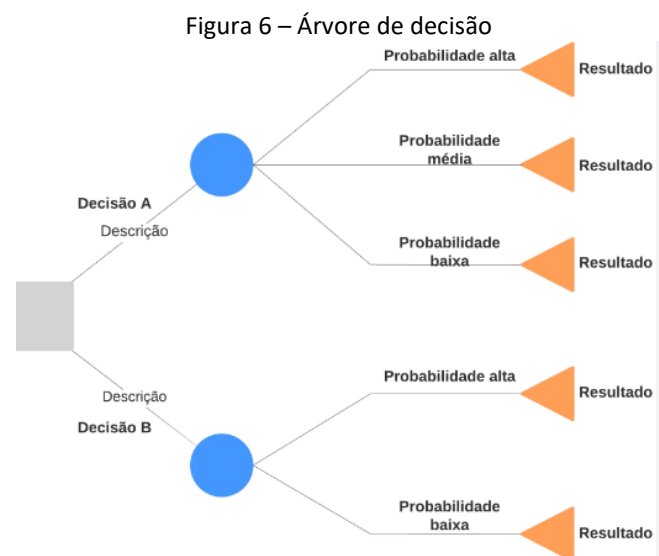 Figura 6 – Árvore de decisão
Probabilidade alta
Resultado
Probabilidade
média
Resultado
Decisão A
Descrição
Probabilidade
baixa
Resultado
Probabilidade alta
Resultado
Descrição
Decisão B
Probabilidade
baixa
Resultado